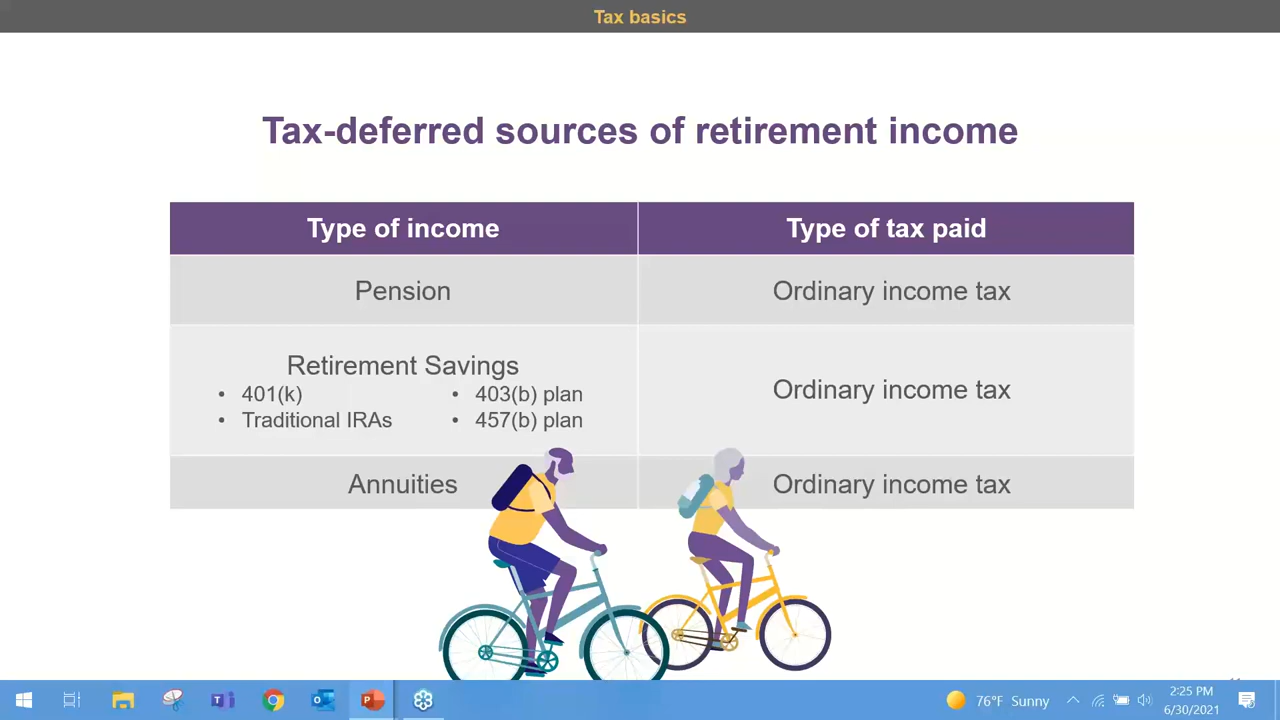 Tax basics
Tax-deferred sources of retirement income
Type of income
Type of tax paid
Pension
Ordinary income tax
Retirement Savings
• 401(k)
• Traditional IRAs
• 403(b) plan
• 457(b) plan
Ordinary income tax
Annuities
Ordinary income tax
76°F Sunny
2:25 PM
6/30/2021